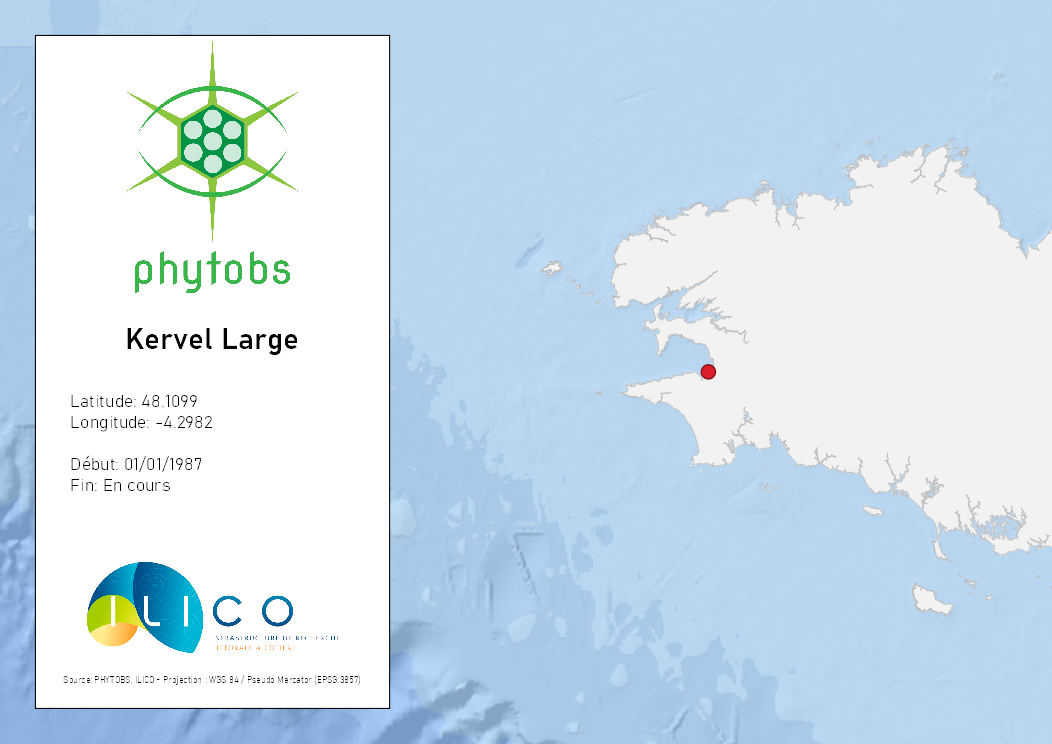 phytobs
Kervel Large
Latitude: 48.1099
Longitude: -4.2982
Début: 01/01/1987
Fin: En cours
ILICO
INFRASTRUCTURE DE RECHERCHE
LITTORALE & CÔTIÈRE
Source: PHYTOBS, ILICO - Projection : WGS 84 / Pseudo Mercator (EPSG:3857)